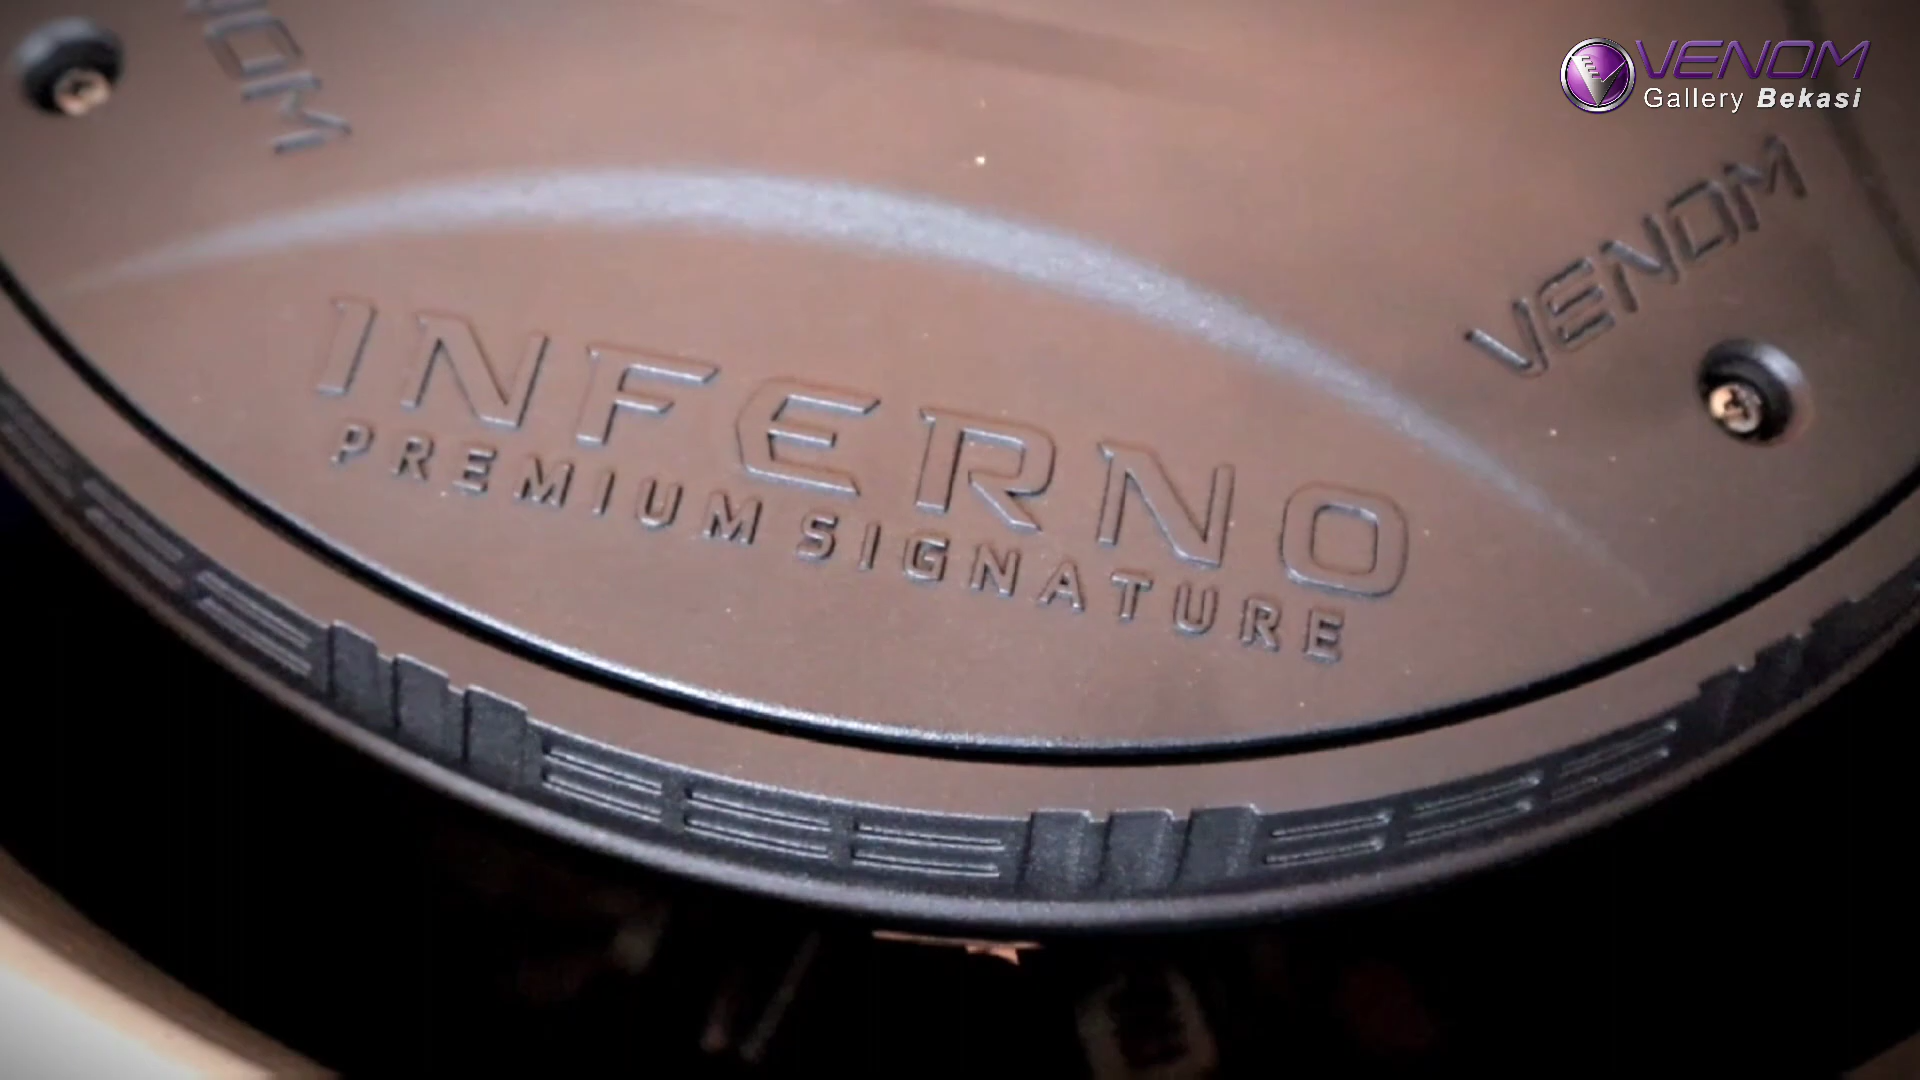 VENOM
Gallery Bekasi
VENOM
INFERNO
PREMIUM SIGNATURE